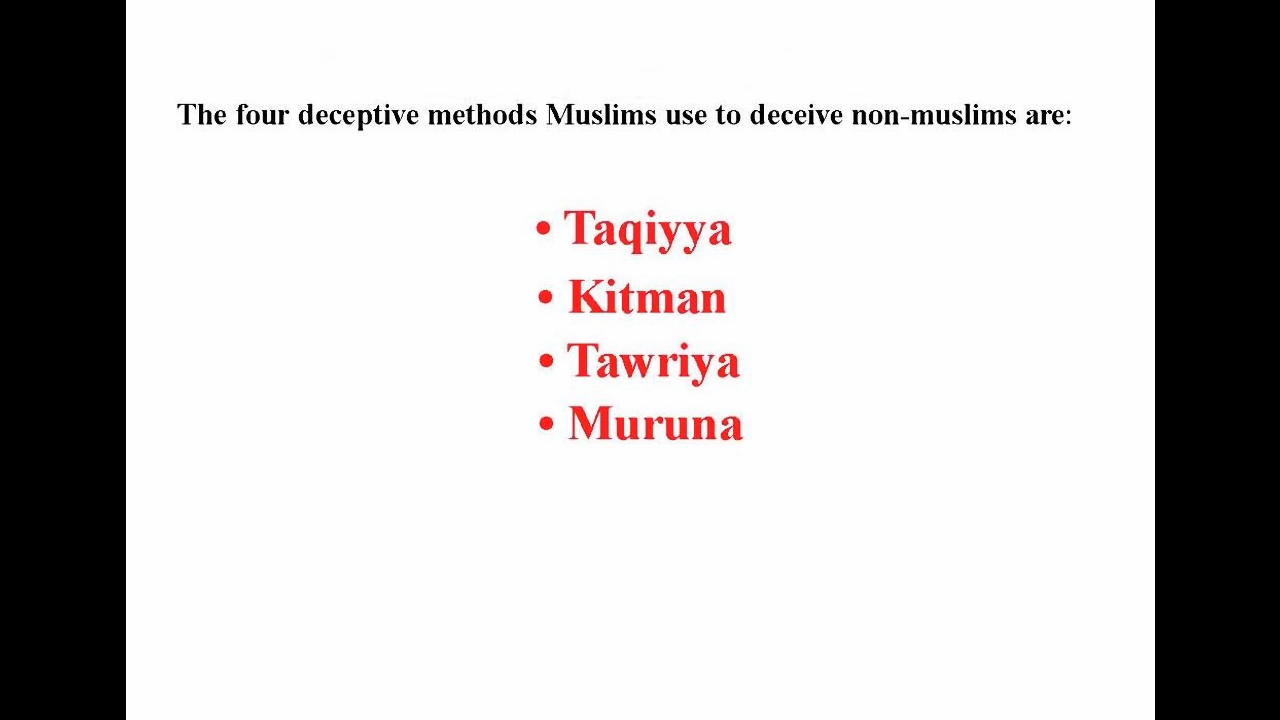 The four deceptive methods Muslims use to deceive non-muslims are:
• Taqiyya
• Kitman
• Tawriya
• Muruna